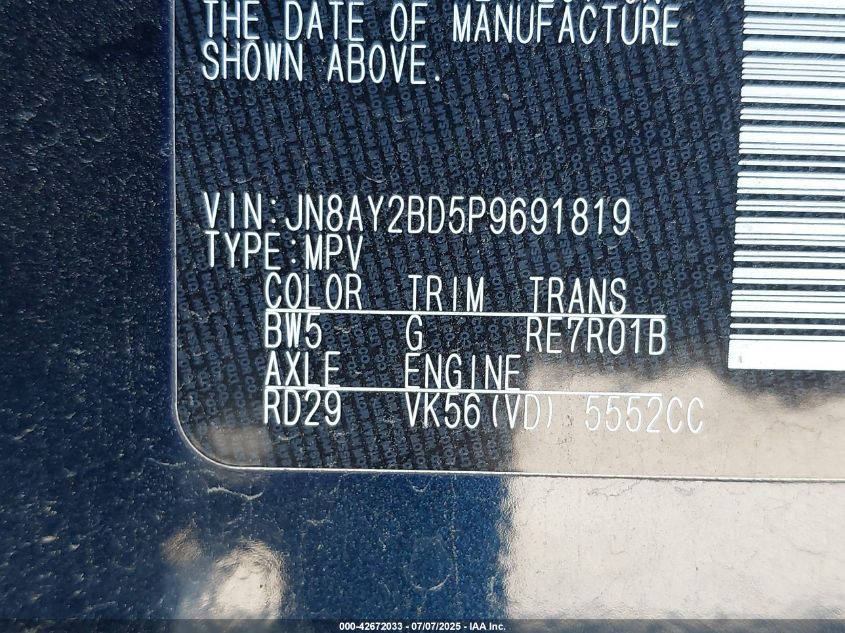 THE DATE OF MANUFACTURE
SHOWN ABOVE.
VIN:JN8AY2BD5P9691819
TYPE:MPV
COLOR TRIM TRANS
BW5 G RE7R01B
AXLE ENGINE
RD29 VK56(VD) 5552CC
000-42672033 - 07/07/2025 - IAA Inc.